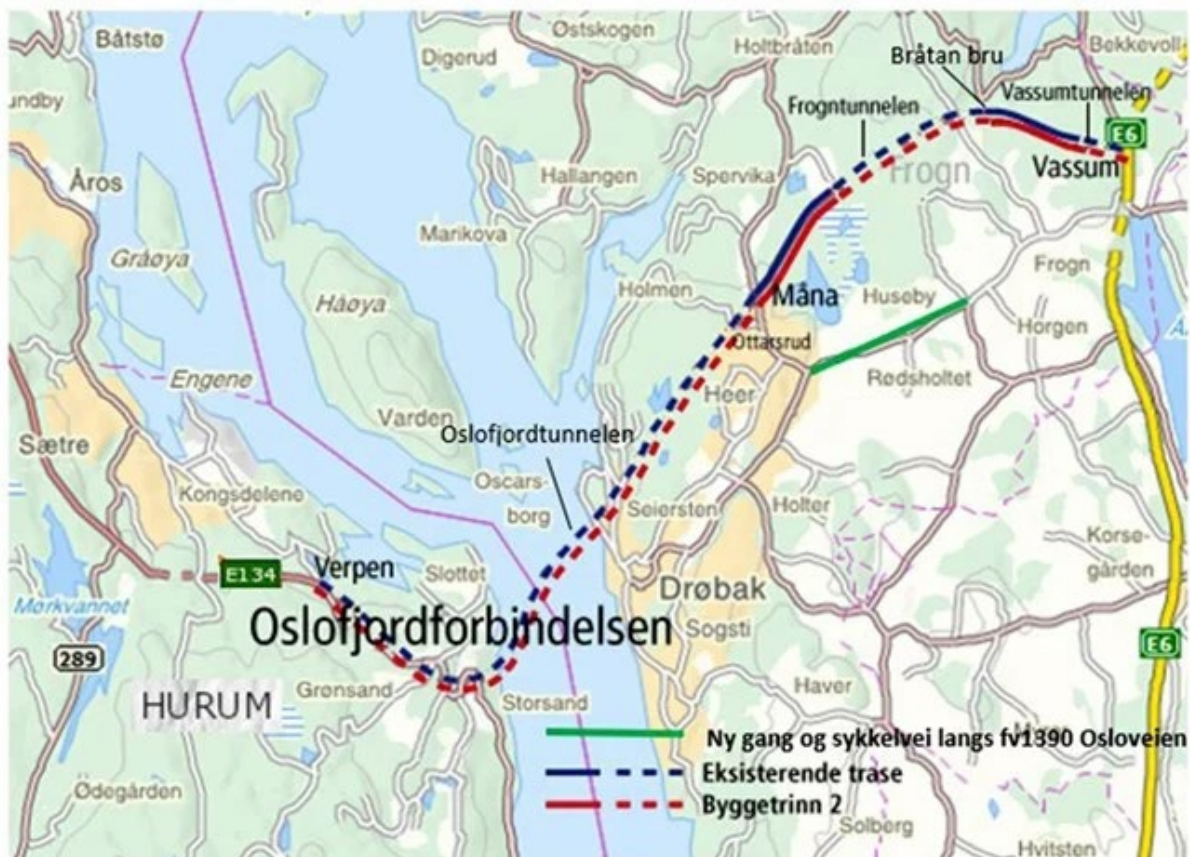 Båtstø
Østskogen
Digerud
Holtbråten
Bråtan bru
Bekkevoll-
undby
Frogntunnelen
Vassumtunnelen
E6
Åros
Hallangen
Spervika
Frogn
Vassum
Marikova
Gråøya
Håøya
Holmen
Måna
Huseby
Frogn
Ottarsrud
Horgen
Engene
Varden
Heer
Rødsholtet
Sætre
Oslofjordtunnelen
Oscars-
borg
Kongsdelene
Seiersten
Holter
Korse-
gården
E134
Verpen
Slottet
Drøbak
Mørkvannet
Oslofjordforbindelsen
Sogsti
E6
289
Grønsand
Storsand
Haver
HURUM
Ny gang og sykkelvei langs fv1390 Osloveien
Eksisterende trase
Ødegården
Byggetrinn 2
Solberg
Hvitsten